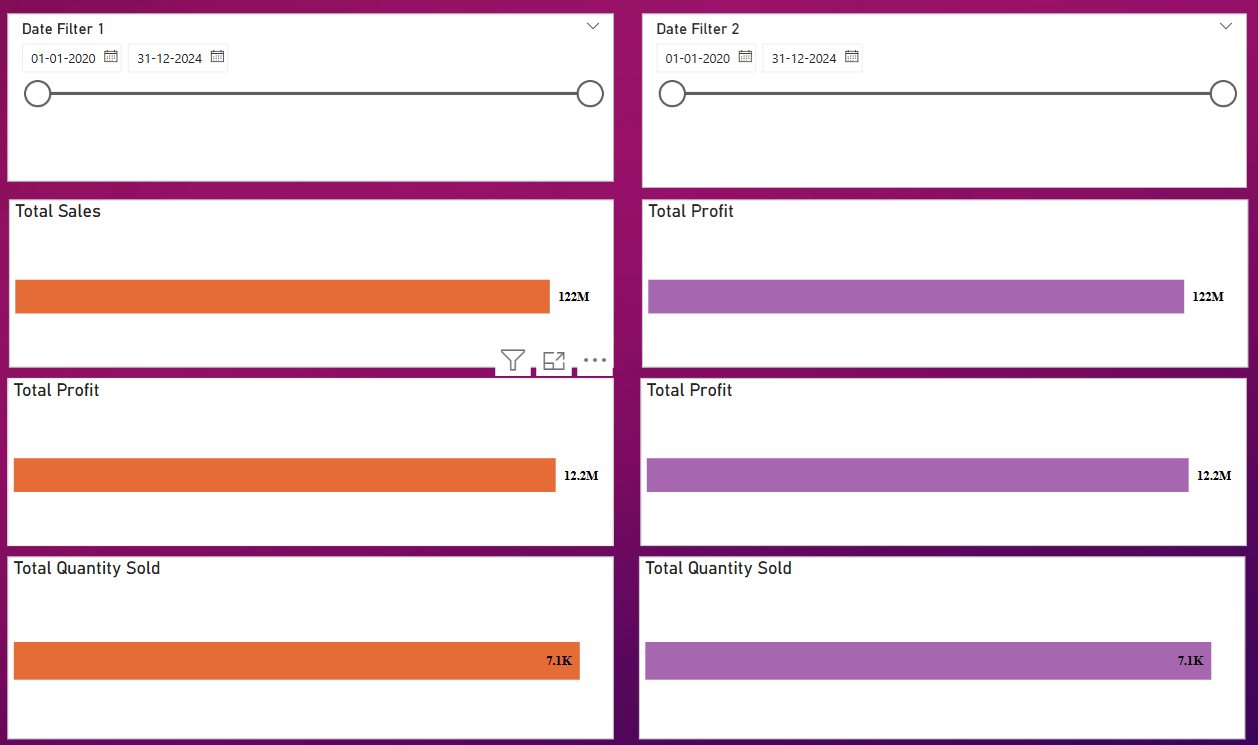 Date Filter 1
01-01-2020 31-12-2024
Date Filter 2
01-01-2020 31-12-2024
Total Sales
122M
Total Profit
122M
Total Profit
12.2M
Total Profit
12.2M
Total Quantity Sold
7.1K
Total Quantity Sold
7.1K